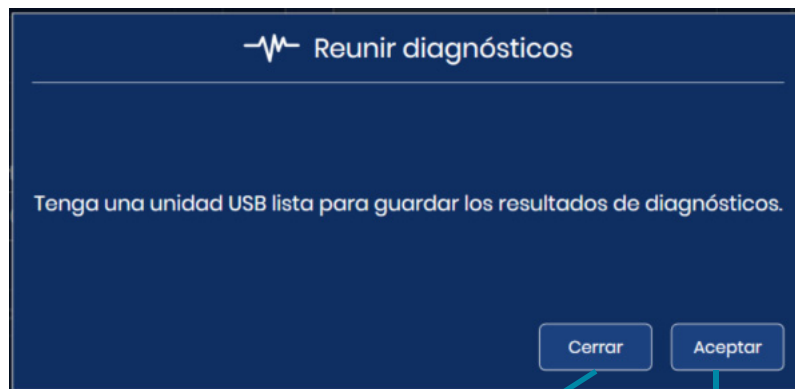 Reunir diagnósticos
Tenga una unidad USB lista para guardar los resultados de diagnósticos.
Cerrar Aceptar